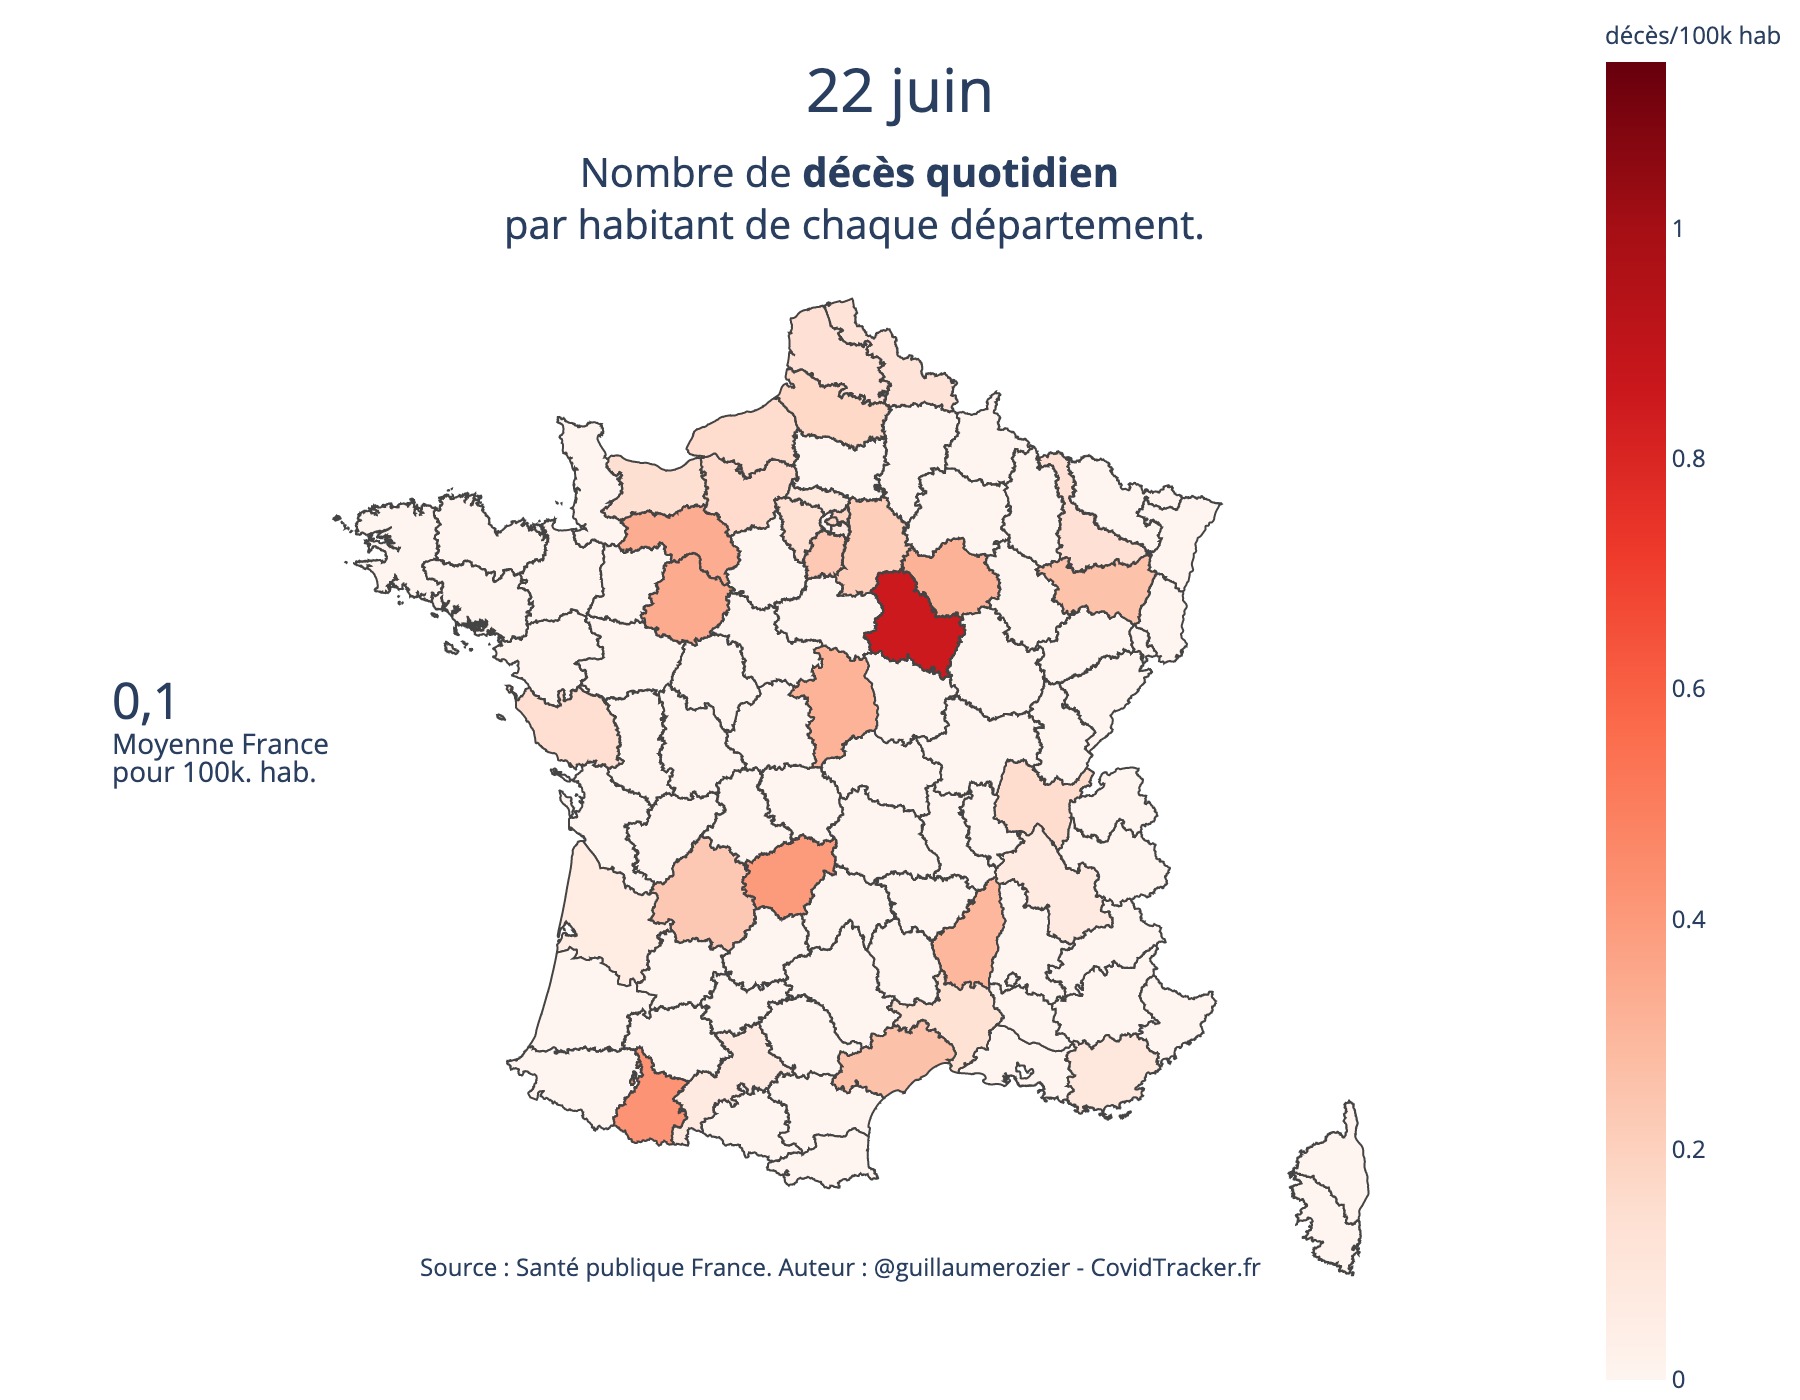 décès/100k hab
22 juin
Nombre de décès quotidien
par habitant de chaque département.
1
0.8
0.6
0.4
0.2
0
0,1
Moyenne France
pour 100k. hab.
Source : Santé publique France. Auteur : @guillaumerozier - CovidTracker.fr